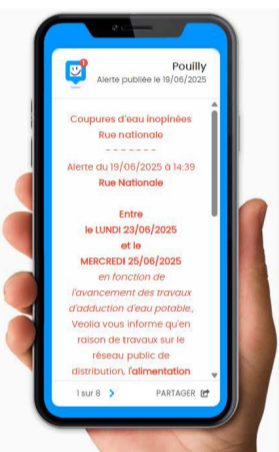 Pouilly
Alerte publiée le 19/06/2025
Coupures d'eau inopinées
Rue nationale
-------
Alerte du 19/06/2025 à 14:39
Rue Nationale
Entre
le LUNDI 23/06/2025
et le
MERCREDI 25/06/2025
en fonction de
l'avancement des travaux
d'adduction d'eau potable,
Veolia vous informe qu'en
raison de travaux sur le
réseau public de
distribution, l'alimentation
1 sur 8
PARTAGER